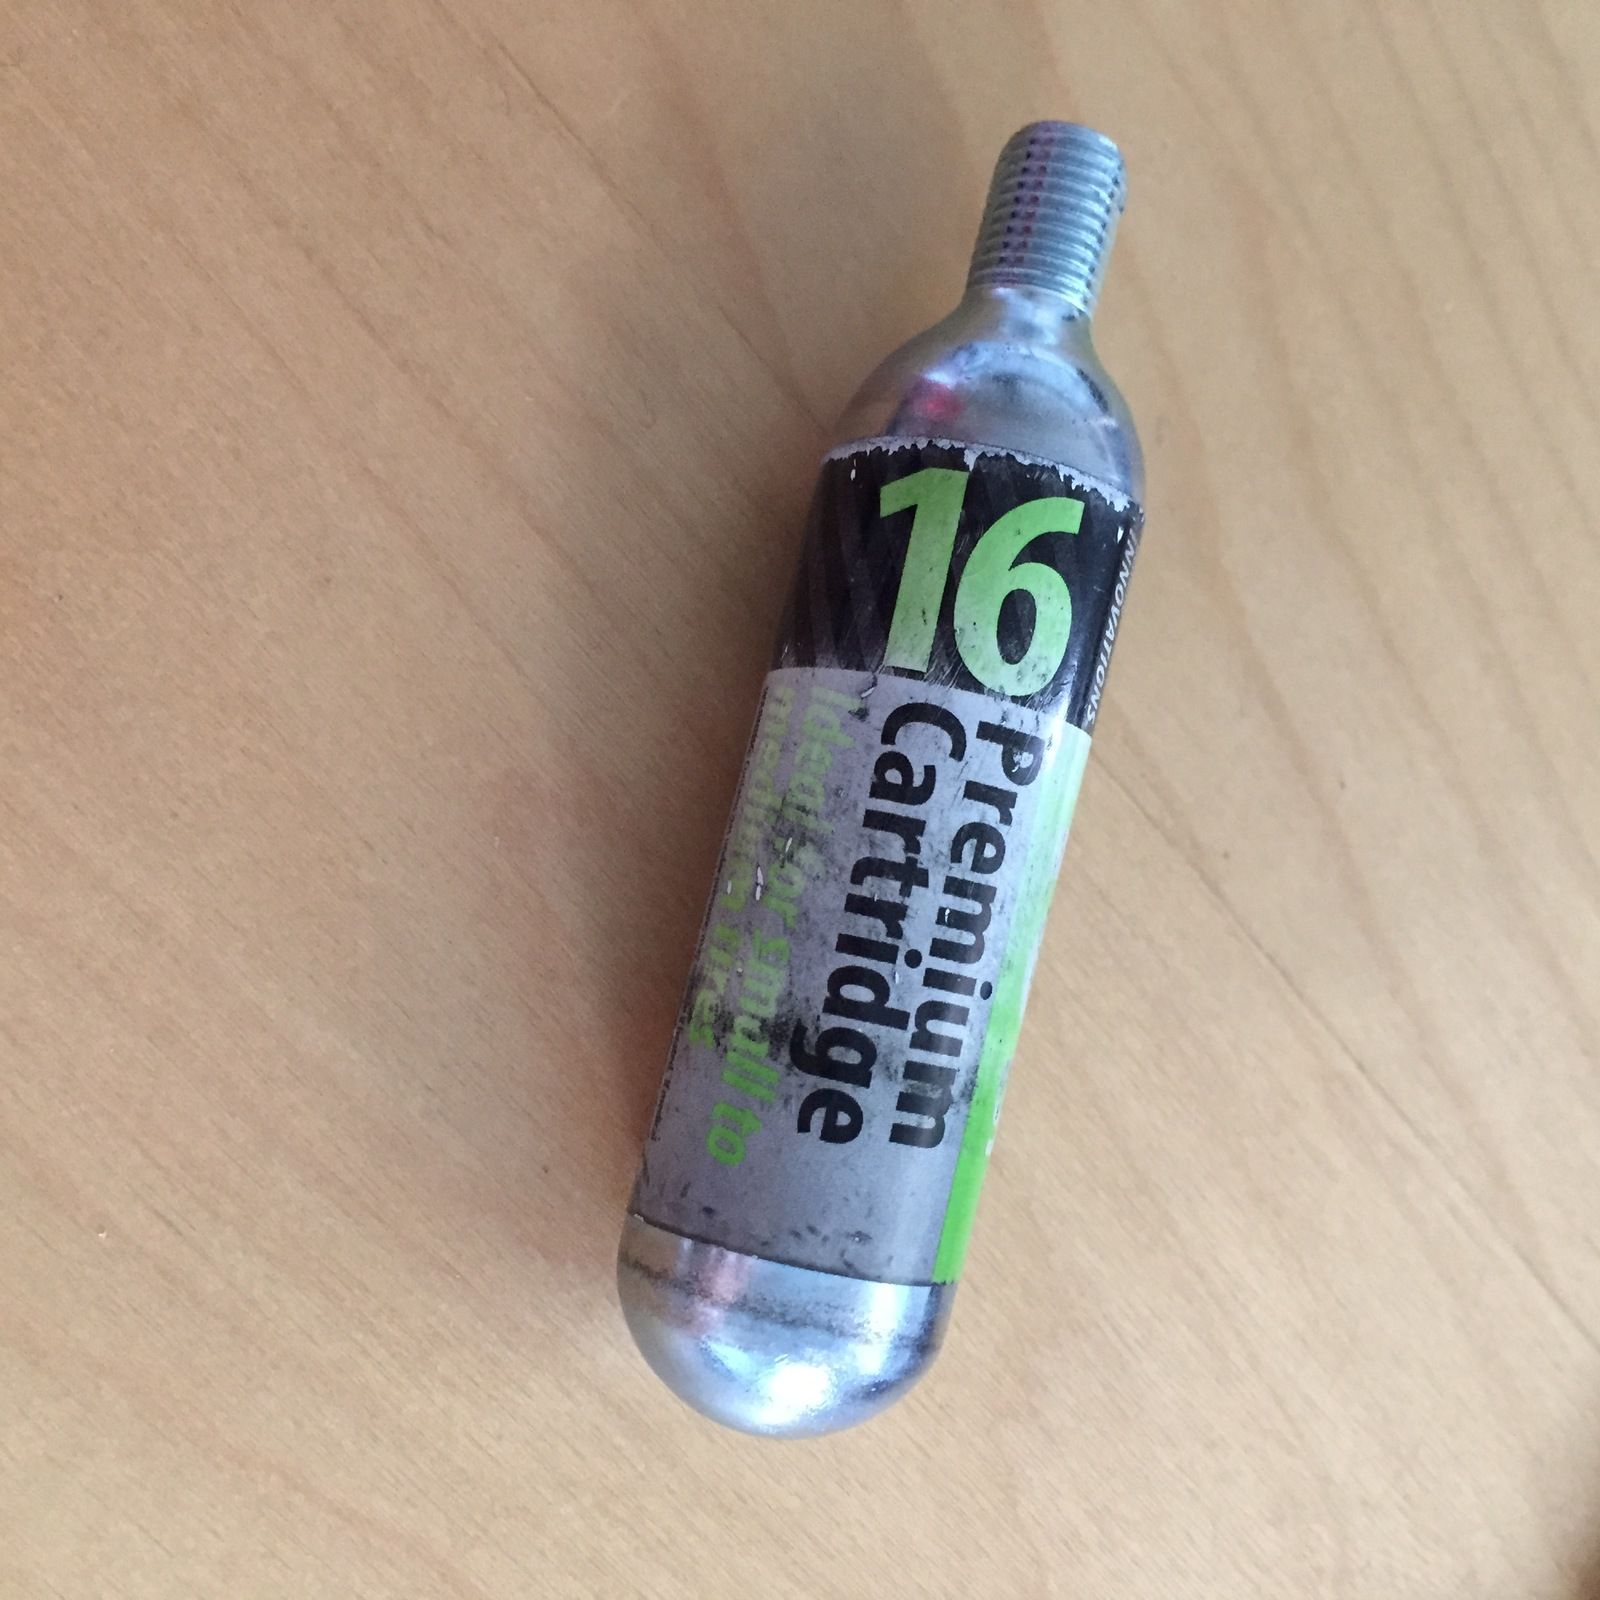 16
INNOVATIONS
Premium
Cartridge
Ideal for small to
medium tires